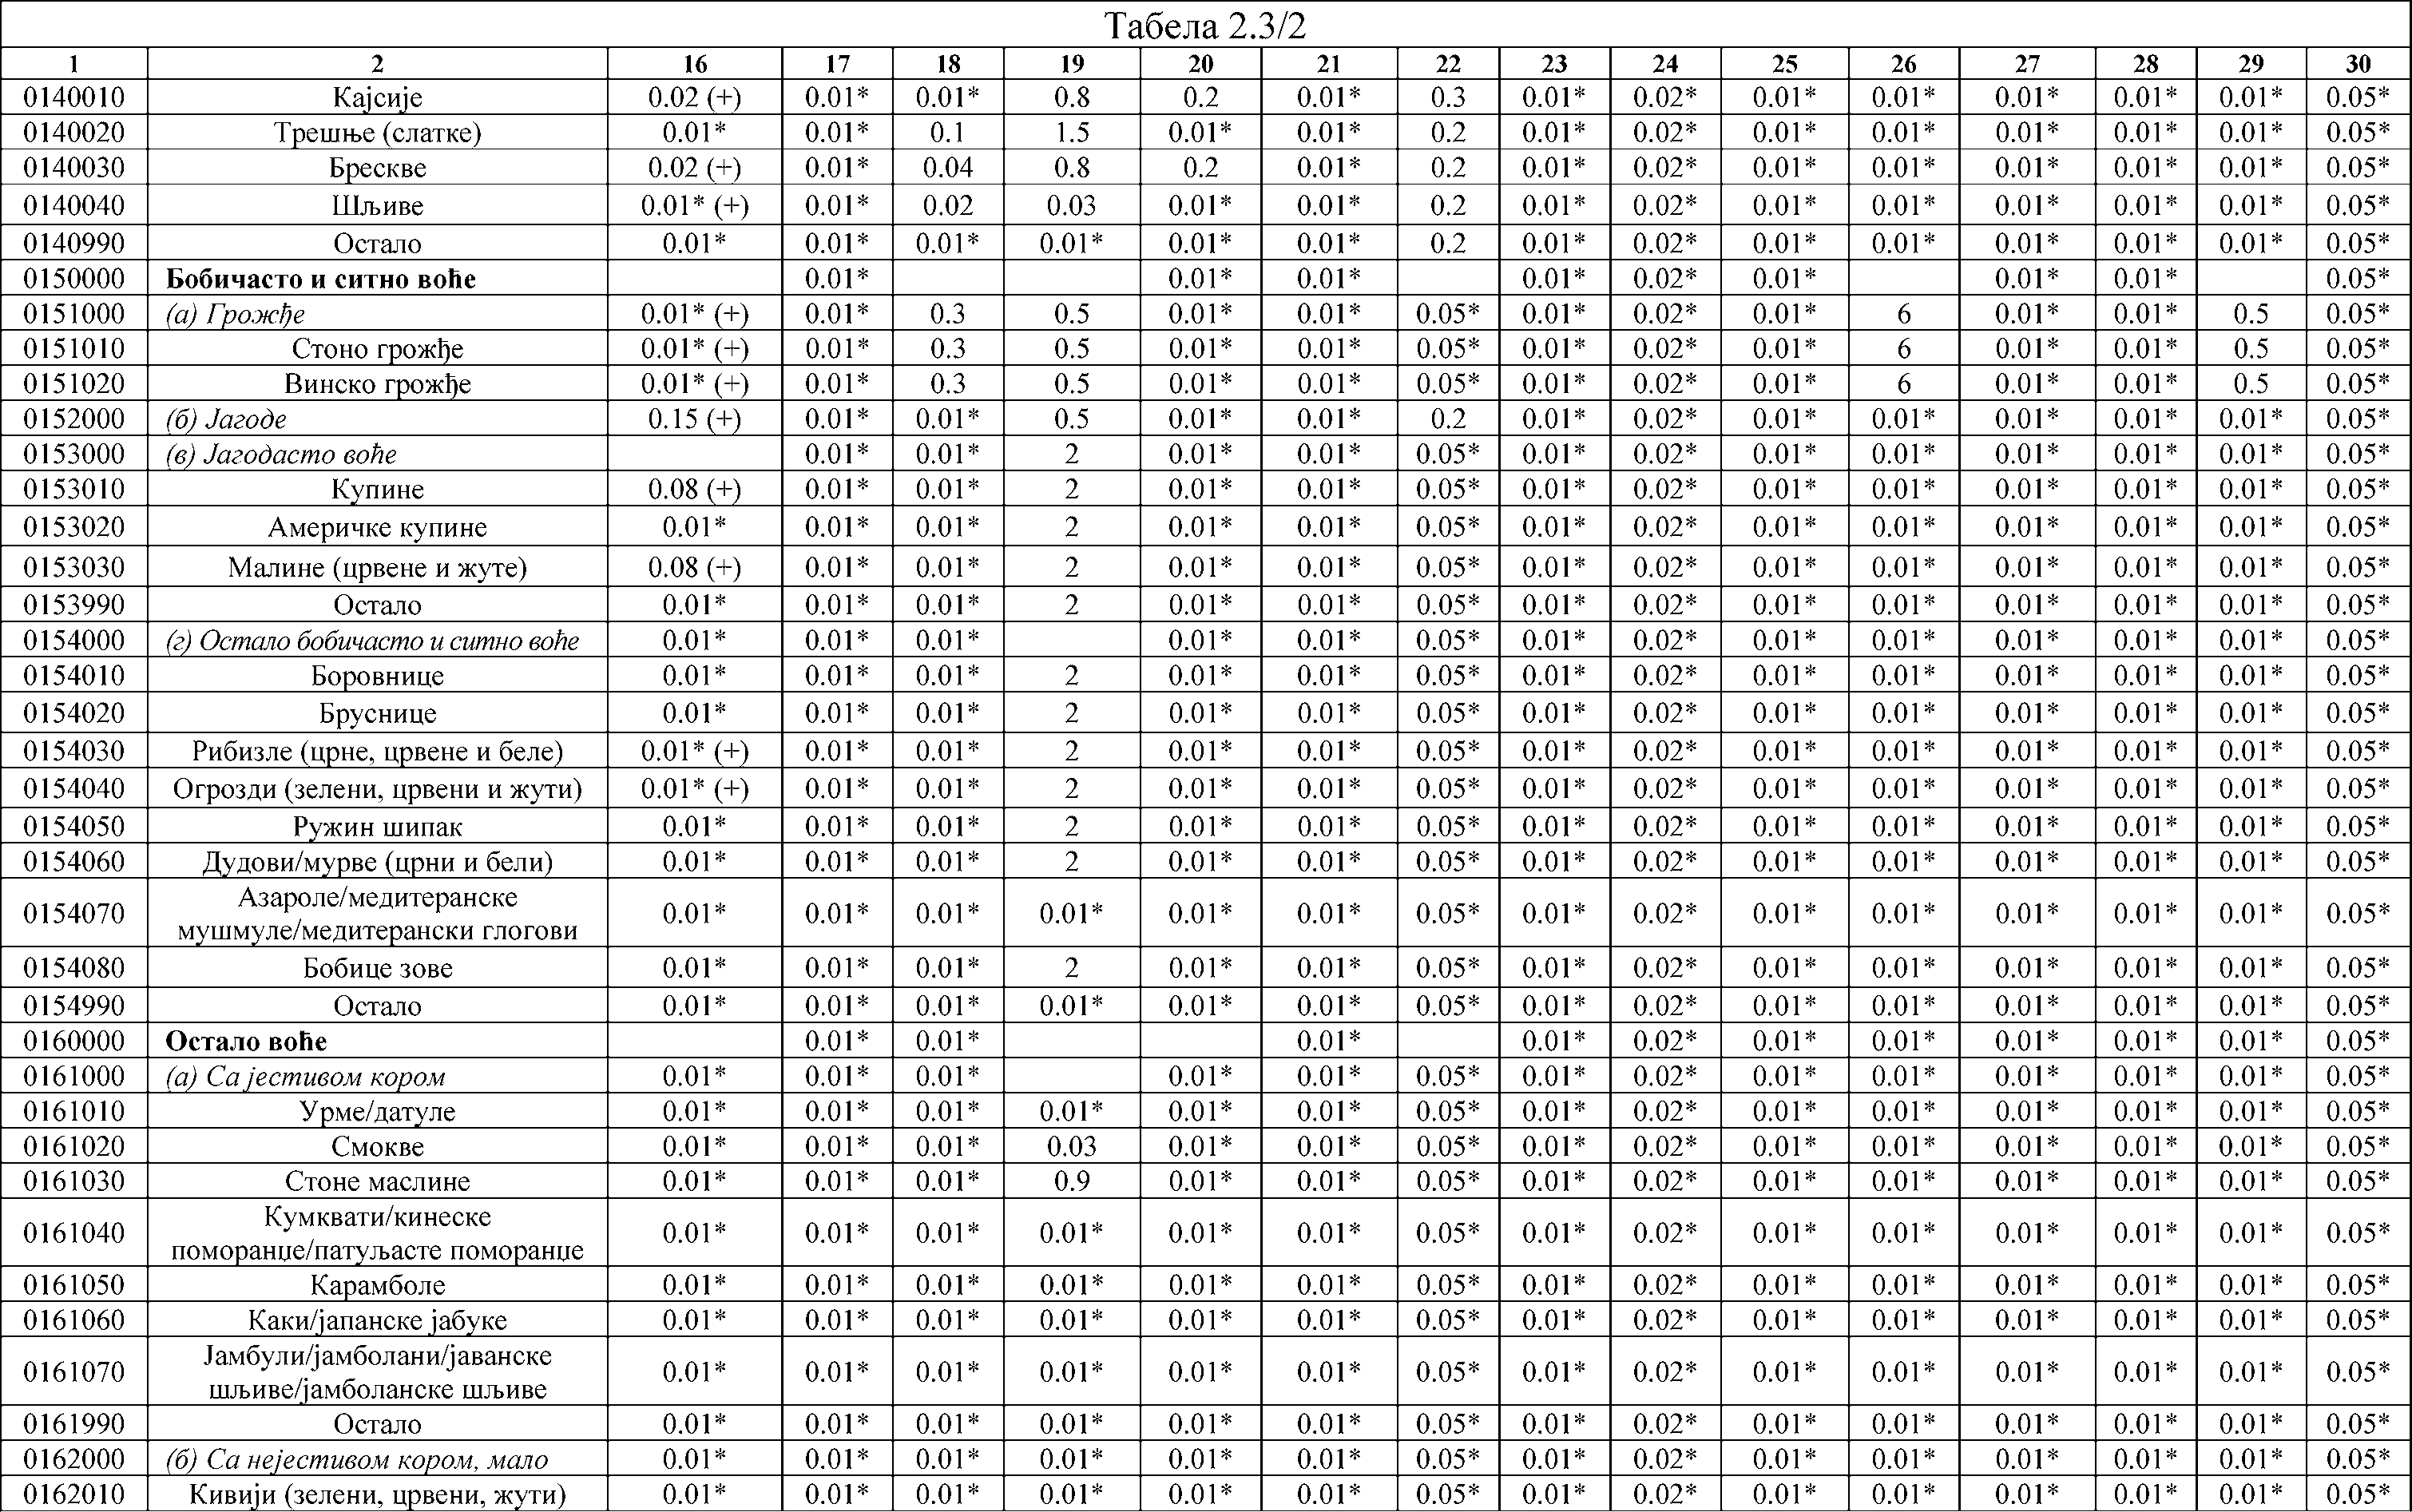 Табела 2.3/2
1 2 16 17 18 19 20 21 22 23 24 25 26 27 28 29 30
0140010 Кајсије 0.02 (+) 0.01* 0.01* 0.8 0.2 0.01* 0.3 0.01* 0.02* 0.01* 0.01* 0.01* 0.01* 0.01* 0.05*
0140020 Трешње (слатке) 0.01* 0.01* 0.1 1.5 0.01* 0.01* 0.2 0.01* 0.02* 0.01* 0.01* 0.01* 0.01* 0.01* 0.05*
0140030 Брескве 0.02 (+) 0.01* 0.04 0.8 0.2 0.01* 0.2 0.01* 0.02* 0.01* 0.01* 0.01* 0.01* 0.01* 0.05*
0140040 Шљиве 0.01* (+) 0.01* 0.02 0.03 0.01* 0.01* 0.2 0.01* 0.02* 0.01* 0.01* 0.01* 0.01* 0.01* 0.05*
0140990 Остало 0.01* 0.01* 0.01* 0.01* 0.01* 0.01* 0.2 0.01* 0.02* 0.01* 0.01* 0.01* 0.01* 0.01* 0.05*
0150000 Бобичасто и ситно воће 0.01* 0.01* 0.01* 0.01* 0.02* 0.01* 0.01* 0.01* 0.05*
0151000 (а) Грожђе 0.01* (+) 0.01* 0.3 0.5 0.01* 0.01* 0.05* 0.01* 0.02* 0.01* 6 0.01* 0.01* 0.5 0.05*
0151010 Стоно грожђе 0.01* (+) 0.01* 0.3 0.5 0.01* 0.01* 0.05* 0.01* 0.02* 0.01* 6 0.01* 0.01* 0.5 0.05*
0151020 Винско грожђе 0.01* (+) 0.01* 0.3 0.5 0.01* 0.01* 0.05* 0.01* 0.02* 0.01* 6 0.01* 0.01* 0.5 0.05*
0152000 (б) Јагоде 0.15 (+) 0.01* 0.01* 0.5 0.01* 0.01* 0.2 0.01* 0.02* 0.01* 0.01* 0.01* 0.01* 0.01* 0.05*
0153000 (в) Јагодасто воће 0.01* 0.01* 2 0.01* 0.01* 0.05* 0.01* 0.02* 0.01* 0.01* 0.01* 0.01* 0.01* 0.05*
0153010 Купине 0.08 (+) 0.01* 0.01* 2 0.01* 0.01* 0.05* 0.01* 0.02* 0.01* 0.01* 0.01* 0.01* 0.01* 0.05*
0153020 Америчке купине 0.01* 0.01* 0.01* 2 0.01* 0.01* 0.05* 0.01* 0.02* 0.01* 0.01* 0.01* 0.01* 0.01* 0.05*
0153030 Малине (црвене и жуте) 0.08 (+) 0.01* 0.01* 2 0.01* 0.01* 0.05* 0.01* 0.02* 0.01* 0.01* 0.01* 0.01* 0.01* 0.05*
0153990 Остало 0.01* 0.01* 0.01* 2 0.01* 0.01* 0.05* 0.01* 0.02* 0.01* 0.01* 0.01* 0.01* 0.01* 0.05*
0154000 (г) Остало бобичасто и ситно воће 0.01* 0.01* 0.01* 0.01* 0.01* 0.05* 0.01* 0.02* 0.01* 0.01* 0.01* 0.01* 0.01* 0.05*
0154010 Боровнице 0.01* 0.01* 0.01* 2 0.01* 0.01* 0.05* 0.01* 0.02* 0.01* 0.01* 0.01* 0.01* 0.01* 0.05*
0154020 Бруснице 0.01* 0.01* 0.01* 2 0.01* 0.01* 0.05* 0.01* 0.02* 0.01* 0.01* 0.01* 0.01* 0.01* 0.05*
0154030 Рибизле (црне, црвене и беле) 0.01* (+) 0.01* 0.01* 2 0.01* 0.01* 0.05* 0.01* 0.02* 0.01* 0.01* 0.01* 0.01* 0.01* 0.05*
0154040 Огрозди (зелени, црвени и жути) 0.01* (+) 0.01* 0.01* 2 0.01* 0.01* 0.05* 0.01* 0.02* 0.01* 0.01* 0.01* 0.01* 0.01* 0.05*
0154050 Ружин шипак 0.01* 0.01* 0.01* 2 0.01* 0.01* 0.05* 0.01* 0.02* 0.01* 0.01* 0.01* 0.01* 0.01* 0.05*
0154060 Дудови/мурве (црни и бели) 0.01* 0.01* 0.01* 2 0.01* 0.01* 0.05* 0.01* 0.02* 0.01* 0.01* 0.01* 0.01* 0.01* 0.05*
0154070 Азароле/медитеранске
мушмуле/медитерански глогови 0.01* 0.01* 0.01* 0.01* 0.01* 0.01* 0.05* 0.01* 0.02* 0.01* 0.01* 0.01* 0.01* 0.01* 0.05*
0154080 Бобице зове 0.01* 0.01* 0.01* 2 0.01* 0.01* 0.05* 0.01* 0.02* 0.01* 0.01* 0.01* 0.01* 0.01* 0.05*
0154990 Остало 0.01* 0.01* 0.01* 0.01* 0.01* 0.01* 0.05* 0.01* 0.02* 0.01* 0.01* 0.01* 0.01* 0.01* 0.05*
0160000 Остало воће 0.01* 0.01* 0.01* 0.01* 0.02* 0.01* 0.01* 0.01* 0.01* 0.01* 0.05*
0161000 (а) Са јестивом кором 0.01* 0.01* 0.01* 0.01* 0.01* 0.05* 0.01* 0.02* 0.01* 0.01* 0.01* 0.01* 0.01* 0.05*
0161010 Урме/датуле 0.01* 0.01* 0.01* 0.01* 0.01* 0.01* 0.05* 0.01* 0.02* 0.01* 0.01* 0.01* 0.01* 0.01* 0.05*
0161020 Смокве 0.01* 0.01* 0.01* 0.03 0.01* 0.01* 0.05* 0.01* 0.02* 0.01* 0.01* 0.01* 0.01* 0.01* 0.05*
0161030 Стоне маслине 0.01* 0.01* 0.01* 0.9 0.01* 0.01* 0.05* 0.01* 0.02* 0.01* 0.01* 0.01* 0.01* 0.01* 0.05*
0161040 Кумквати/кинеске
поморанџе/патуљасте поморанџе 0.01* 0.01* 0.01* 0.01* 0.01* 0.01* 0.05* 0.01* 0.02* 0.01* 0.01* 0.01* 0.01* 0.01* 0.05*
0161050 Карамболе 0.01* 0.01* 0.01* 0.01* 0.01* 0.01* 0.05* 0.01* 0.02* 0.01* 0.01* 0.01* 0.01* 0.01* 0.05*
0161060 Каки/јапанске јабуке 0.01* 0.01* 0.01* 0.01* 0.01* 0.01* 0.05* 0.01* 0.02* 0.01* 0.01* 0.01* 0.01* 0.01* 0.05*
0161070 Јамбули/јамболани/јаванске
шљиве/јамболанске шљиве 0.01* 0.01* 0.01* 0.01* 0.01* 0.01* 0.05* 0.01* 0.02* 0.01* 0.01* 0.01* 0.01* 0.01* 0.05*
0161990 Остало 0.01* 0.01* 0.01* 0.01* 0.01* 0.01* 0.05* 0.01* 0.02* 0.01* 0.01* 0.01* 0.01* 0.01* 0.05*
0162000 (б) Са нејестивом кором, мало 0.01* 0.01* 0.01* 0.01* 0.01* 0.01* 0.05* 0.01* 0.02* 0.01* 0.01* 0.01* 0.01* 0.01* 0.05*
0162010 Кивији (зелени, црвени, жути) 0.01* 0.01* 0.01* 0.01* 0.01* 0.01* 0.05* 0.01* 0.02* 0.01* 0.01* 0.01* 0.01* 0.01* 0.05*